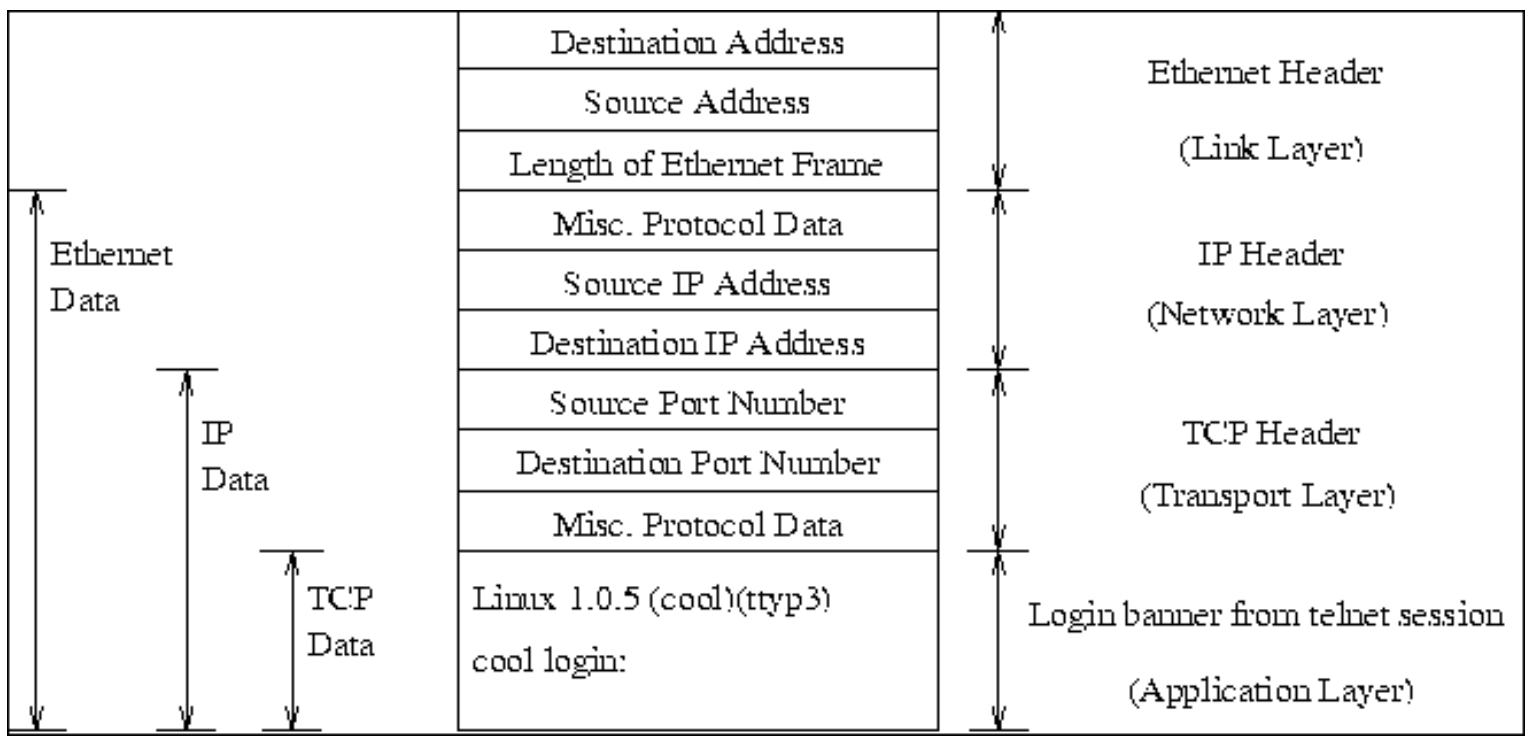 Destination Address
Source Address
Length of Ethernet Frame
Misc. Protocol Data
Source IP Address
Destination IP Address
Source Port Number
Destination Port Number
Misc. Protocol Data
Linux 1.0.5 (cool)(ttyp3)
cool login:
Ethernet
Data
IP
Data
TCP
Data
Ethernet Header
(Link Layer)
IP Header
(Network Layer)
TCP Header
(Transport Layer)
Login banner from telnet session
(Application Layer)